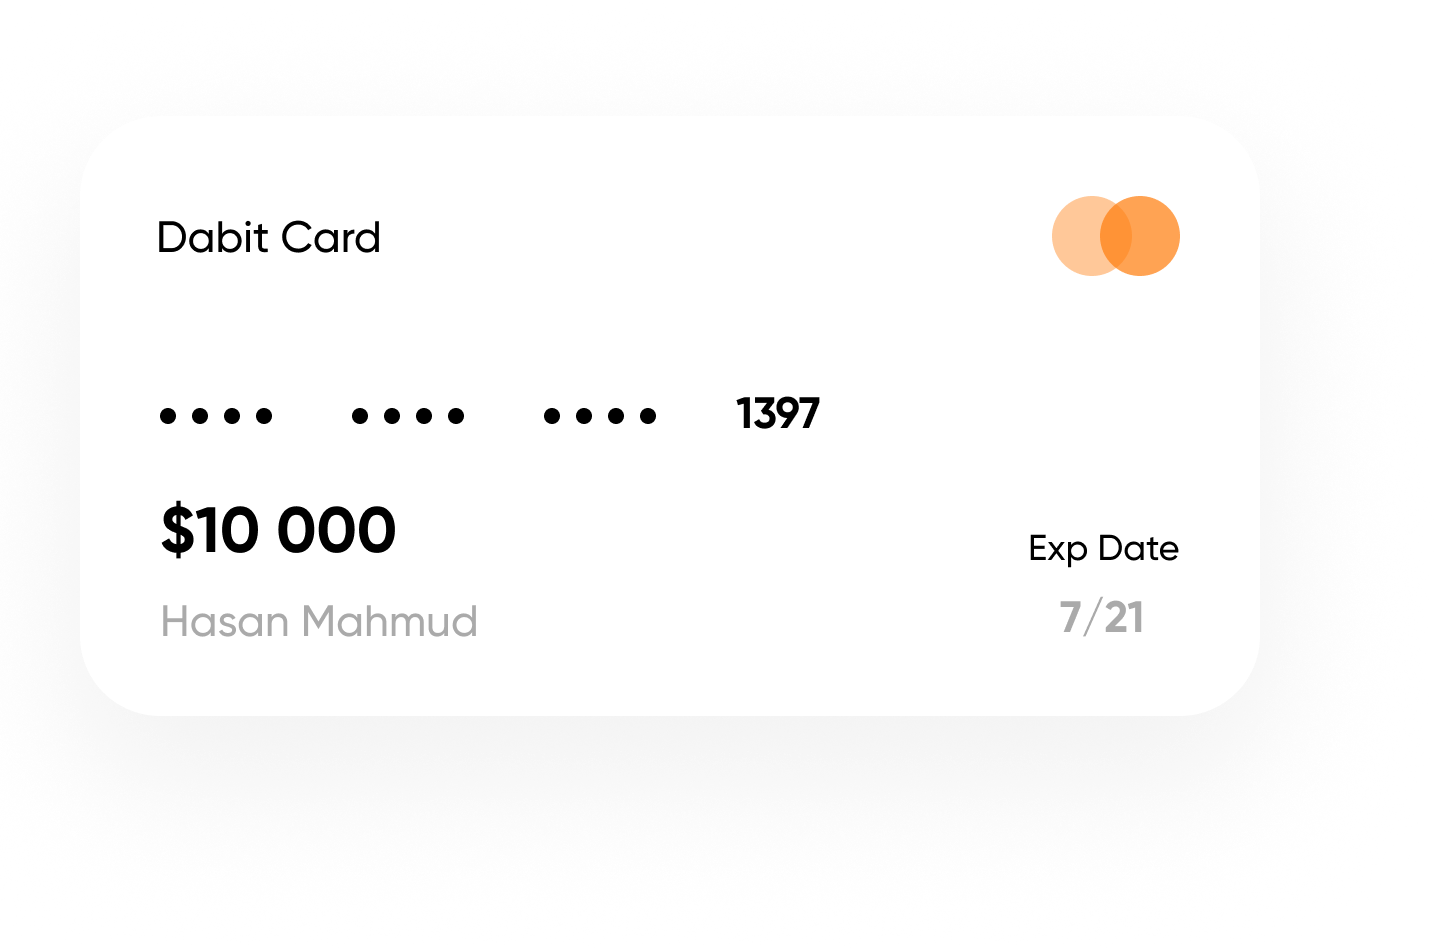 Dabit Card
•••• •••• •••• 1397
$10 000
Exp Date
Hasan Mahmud
7/21